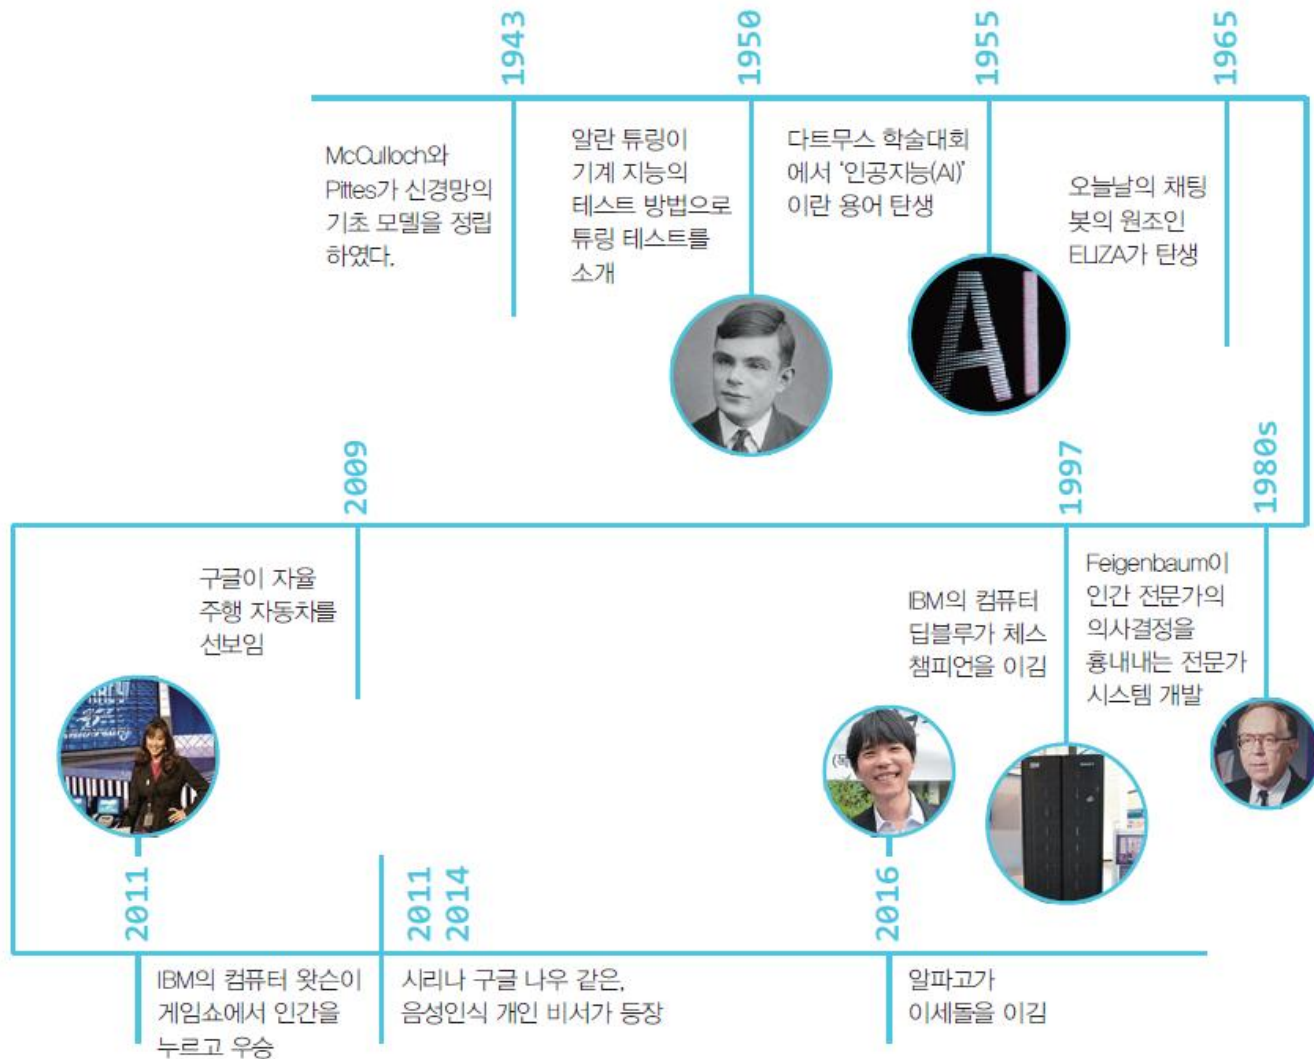 1943
McCulloch와
Pittes가 신경망의
기초 모델을 정립
하였다.
1950
알란 튜링이
기계 지능의
테스트 방법으로
튜링 테스트를
소개
1955
다트무스 학술대회
에서 '인공지능(AI)'
이란 용어 탄생
AI
1965
오늘날의 채팅
봇의 원조인
ELIZA가 탄생
1980s
Feigenbaum이
인간 전문가의
의사결정을
흉내내는 전문가
시스템 개발
1997
IBM의 컴퓨터
딥블루가 체스
챔피언을 이김
IBM
2009
구글이 자율
주행 자동차를
선보임
2011
IBM의 컴퓨터 왓슨이
게임쇼에서 인간을
누르고 우승
2011
2014
시리나 구글 나우 같은,
음성인식 개인 비서가 등장
2016
(목
알파고가
이세돌을 이김